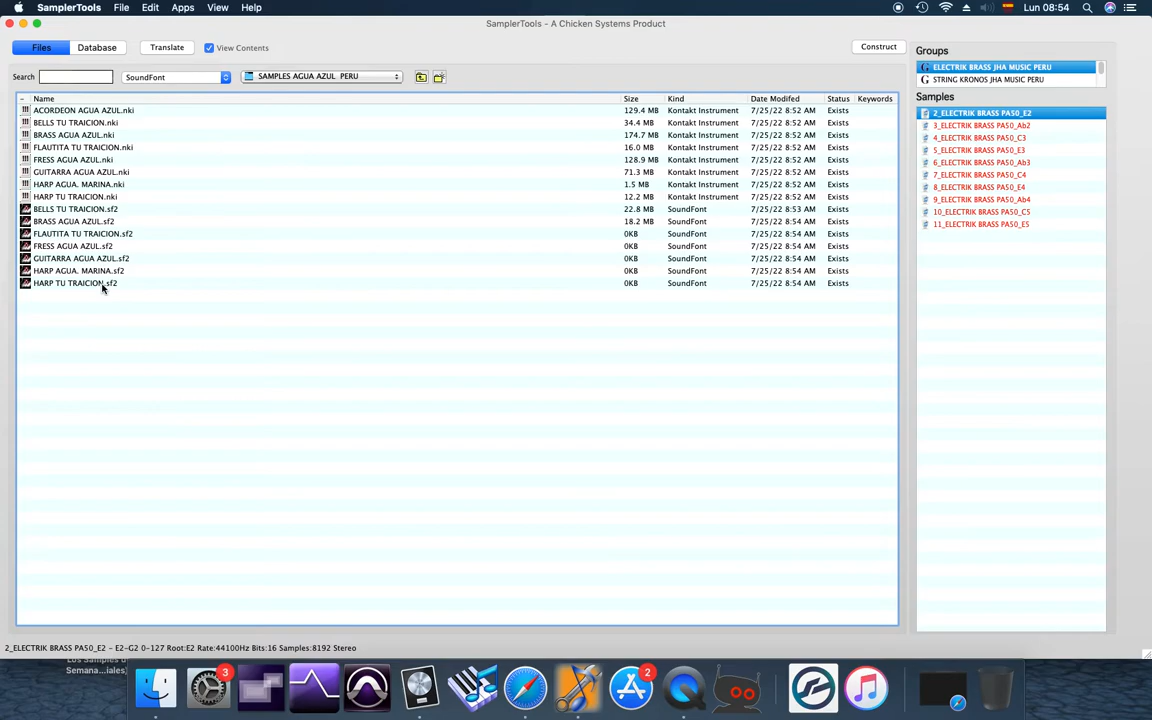 SamplerTools File Edit Apps View Help Lun 08:54
SamplerTools - A Chicken Systems Product
Files Database Translate View Contents Construct
Search SoundFont SAMPLES AGUA AZUL PERU
Name Size Kind Date Modifed Status Keywords
ACORDEON AGUA AZUL.nki 129.4 MB Kontakt Instrument 7/25/22 8:52 AM Exists
BELLS TU TRAICION.nki 34.4 MB Kontakt Instrument 7/25/22 8:52 AM Exists
BRASS AGUA AZUL.nki 174.7 MB Kontakt Instrument 7/25/22 8:52 AM Exists
FLAUTITA TU TRAICION.nki 16.0 MB Kontakt Instrument 7/25/22 8:52 AM Exists
FRESS AGUA AZUL.nki 128.9 MB Kontakt Instrument 7/25/22 8:52 AM Exists
GUITARRA AGUA AZUL.nki 71.3 MB Kontakt Instrument 7/25/22 8:52 AM Exists
HARP AGUA. MARINA.nki 1.5 MB Kontakt Instrument 7/25/22 8:52 AM Exists
HARP TU TRAICION.nki 12.2 MB Kontakt Instrument 7/25/22 8:52 AM Exists
BELLS TU TRAICION.sf2 22.8 MB SoundFont 7/25/22 8:53 AM Exists
BRASS AGUA AZUL.sf2 18.2 MB SoundFont 7/25/22 8:54 AM Exists
FLAUTITA TU TRAICION.sf2 0KB SoundFont 7/25/22 8:54 AM Exists
FRESS AGUA AZUL.sf2 0KB SoundFont 7/25/22 8:54 AM Exists
GUITARRA AGUA AZUL.sf2 0KB SoundFont 7/25/22 8:54 AM Exists
HARP AGUA. MARINA.sf2 0KB SoundFont 7/25/22 8:54 AM Exists
HARP TU TRAICION.sf2 0KB SoundFont 7/25/22 8:54 AM Exists
Groups
ELECTRIK BRASS JHA MUSIC PERU
STRING KRONOS JHA MUSIC PERU
Samples
2_ELECTRIK BRASS PA50_E2
3_ELECTRIK BRASS PA50_Ab2
4_ELECTRIK BRASS PA50_C3
5_ELECTRIK BRASS PA50_E3
6_ELECTRIK BRASS PA50_Ab3
7_ELECTRIK BRASS PA50_C4
8_ELECTRIK BRASS PA50_E4
9_ELECTRIK BRASS PA50_Ab4
10_ELECTRIK BRASS PA50_C5
11_ELECTRIK BRASS PA50_E5
2_ELECTRIK BRASS PA50_E2 - E2-G2 0-127 Root:E2 Rate:44100Hz Bits:16 Samples:8192 Stereo
Los Samples d
Semana...iales)
3
2